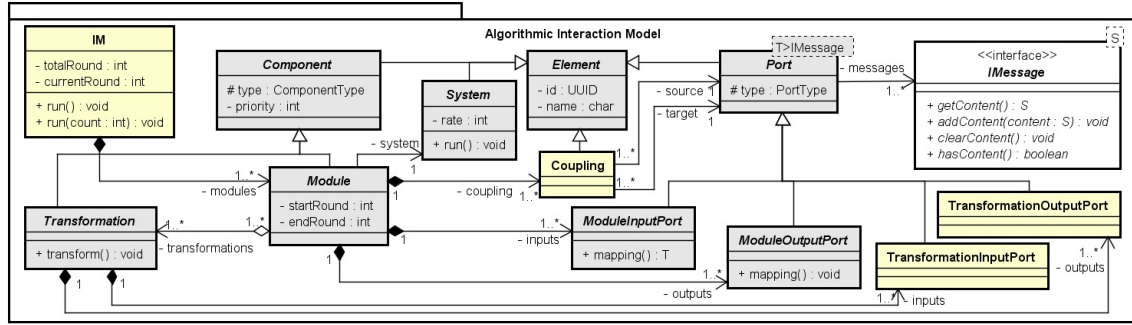 Algorithmic Interaction Model
IM
- totalRound : int
- currentRound : int
+ run() : void
+ run(count : int) : void
Component
# type : ComponentType
- priority : int
System
- rate : int
+ run() : void
Element
- id : UUID
- name : char
T>IMessage
Port
# type : PortType
- messages
1..*
S
<<interface>>
IMessage
+ getContent() : S
+ addContent(content : S) : void
+ clearContent() : void
+ hasContent() : boolean
- source
1
- target
1
- system
1
Coupling
1..*
1..*
1..*
- modules
Module
- startRound : int
- endRound : int
1
- coupling
1..*
Transformation
+ transform() : void
1..*
- transformations
1..*
1
1..*
- inputs
ModuleInputPort
+ mapping() : T
ModuleOutputPort
+ mapping() : void
TransformationOutputPort
TransformationInputPort
1
1..*
- outputs
1..*
- outputs
1
1
1..*
- inputs